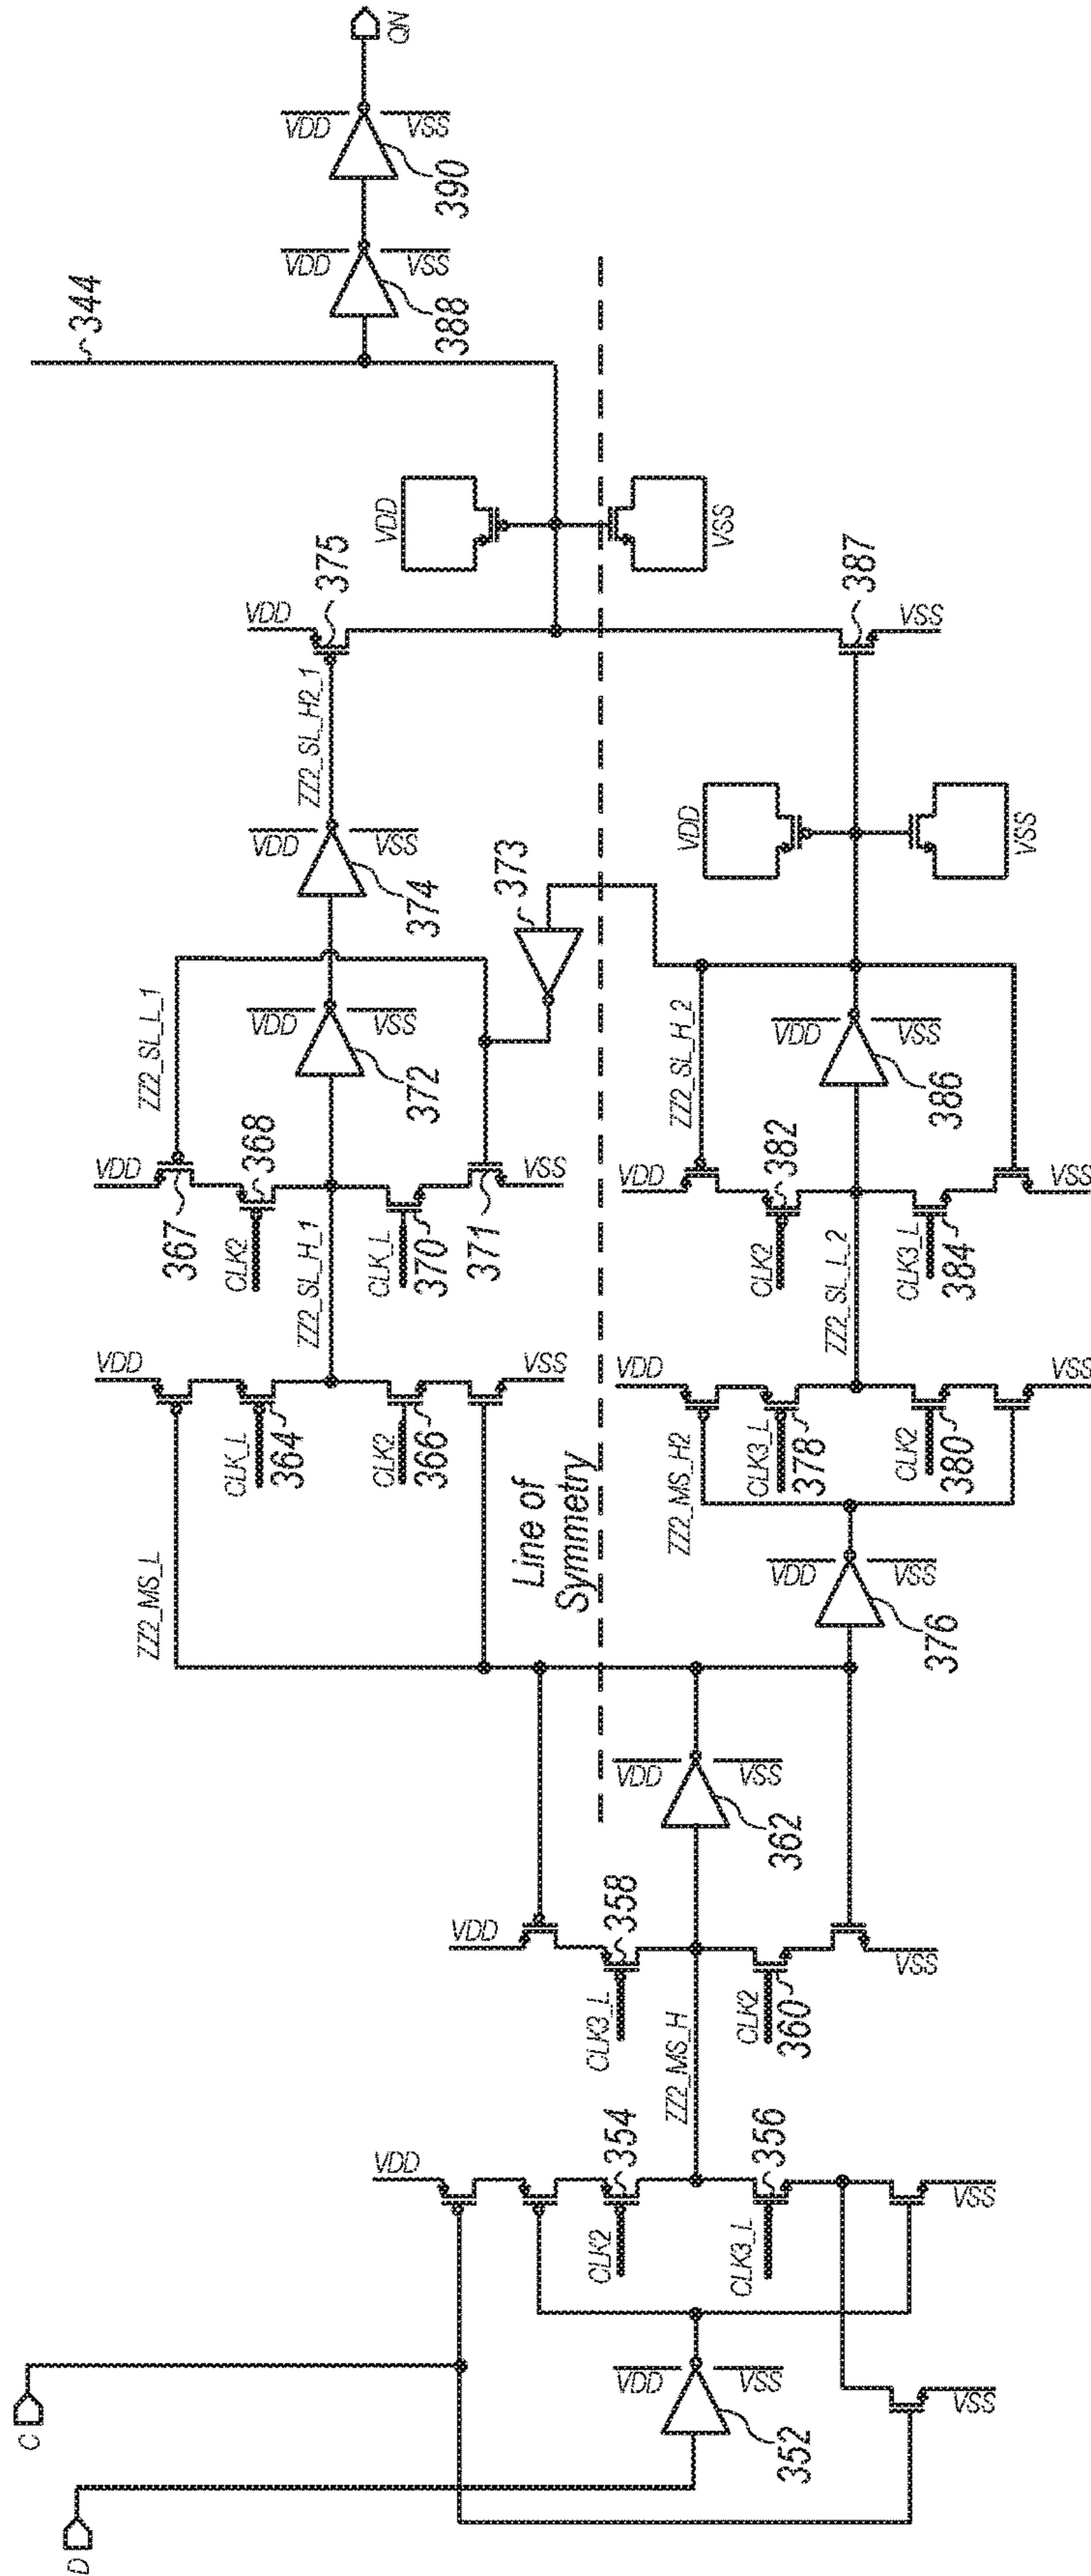 C
D
VDD
VSS
352
VDD
CLK2
354
CLK3_L
356
VSS
VSS
ZZ2_MS_H
VDD
CLK3_L
358
CLK2
360
VSS
VDD
VSS
362
Line of
Symmetry
ZZ2_MS_L
VDD
CLK_L
364
CLK2
366
VSS
VDD
VSS
376
ZZ2_MS_H2
VDD
CLK3_L
378
CLK2
380
VSS
ZZ2_SL_H_1
ZZ2_SL_L_1
VDD
367
CLK2
368
CLK_L
370
371
VSS
VDD
VSS
372
373
VDD
VSS
374
ZZ2_SL_H2_1
VDD
375
ZZ2_SL_L_2
ZZ2_SL_H_2
VDD
CLK2
382
CLK3_L
384
VSS
VDD
VSS
386
VDD
VSS
387
VSS
VDD
VSS
344
VDD
VSS
388
VDD
VSS
390
QN